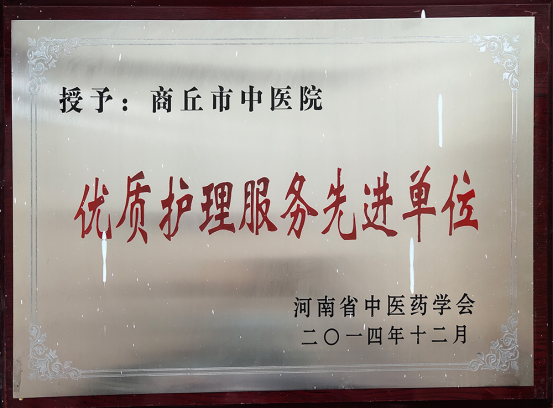 授予：商丘市中医院
优质护理服务先进单位
河南省中医药学会
二〇一四年十二月